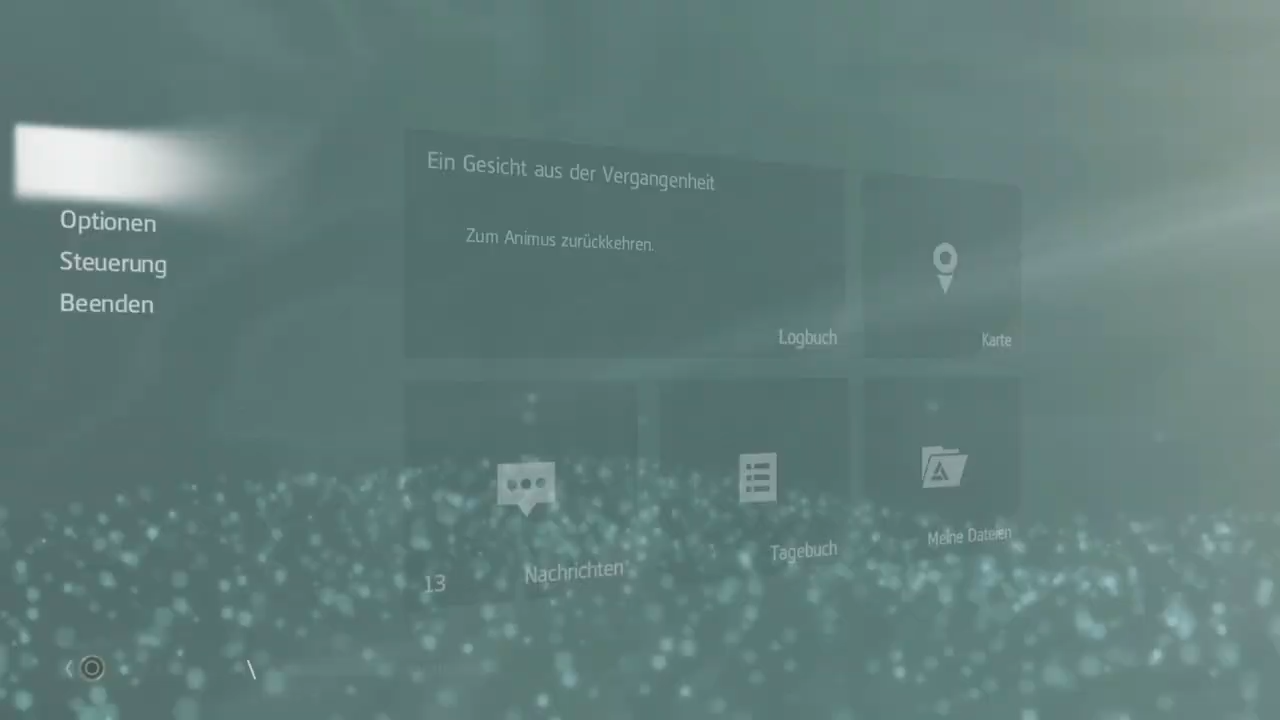 Optionen
Steuerung
Beenden
Ein Gesicht aus der Vergangenheit
Zum Animus zurückkehren.
Logbuch
Karte
13
Nachrichten
Tagebuch
Meine Dateien